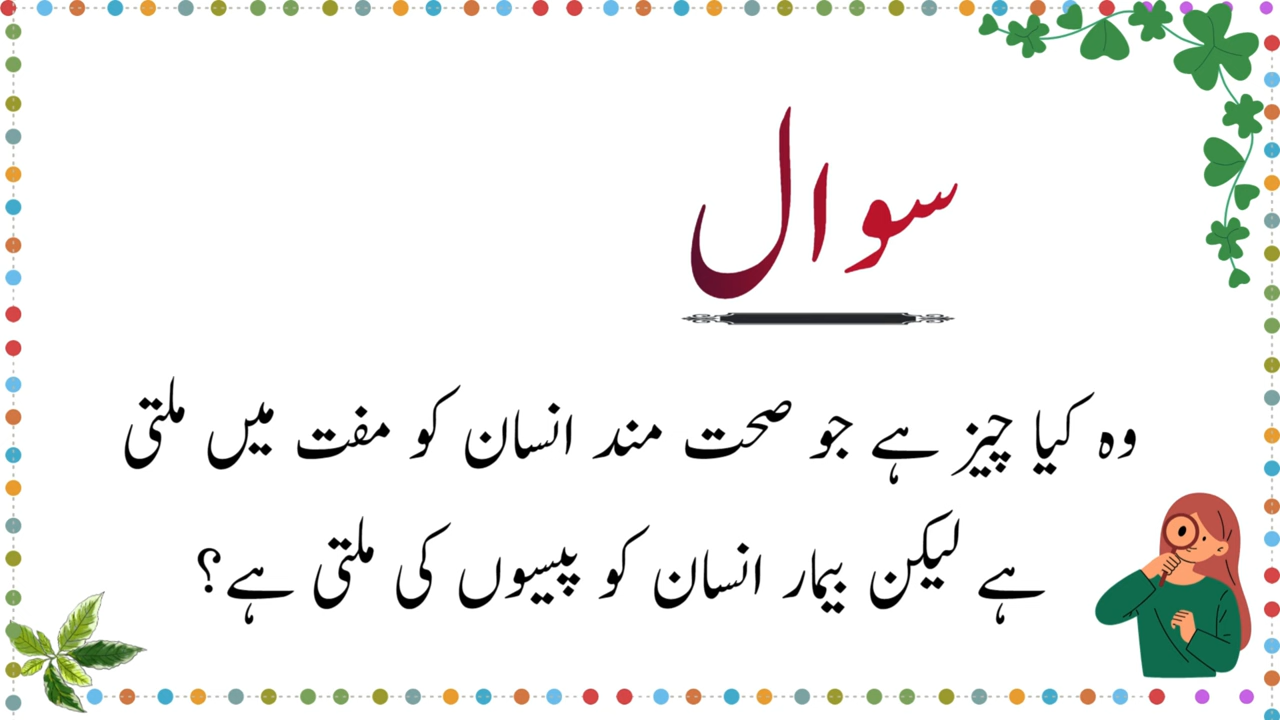 سوال
وہ کیا چیز ہے جو صحت مند انسان کو مفت میں ملتی
ہے لیکن بیمار انسان کو پیسوں کی ملتی ہے؟